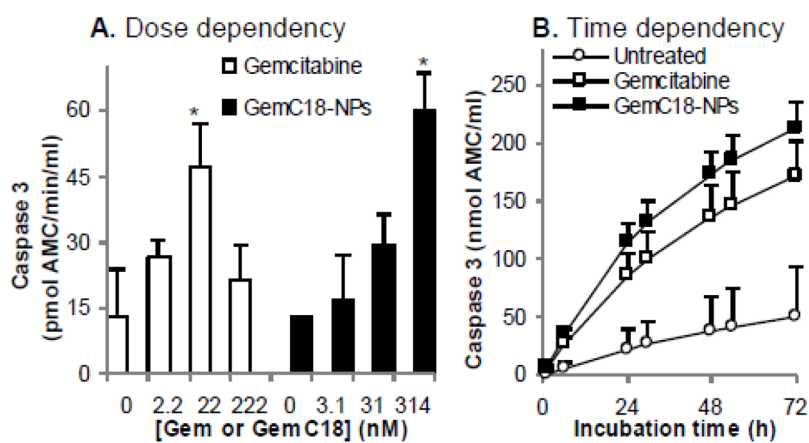 A. Dose dependency
Gemcitabine
GemC18-NPs
*
*
60
45
30
15
0
Caspase 3
(pmol AMC/min/ml)
0 2.2 22 222 0 3.1 31 314
[Gem or GemC18] (nM)
B. Time dependency
Untreated
Gemcitabine
GemC18-NPs
250
200
150
100
50
0
Caspase 3 (nmol AMC/ml)
0 24 48 72
Incubation time (h)